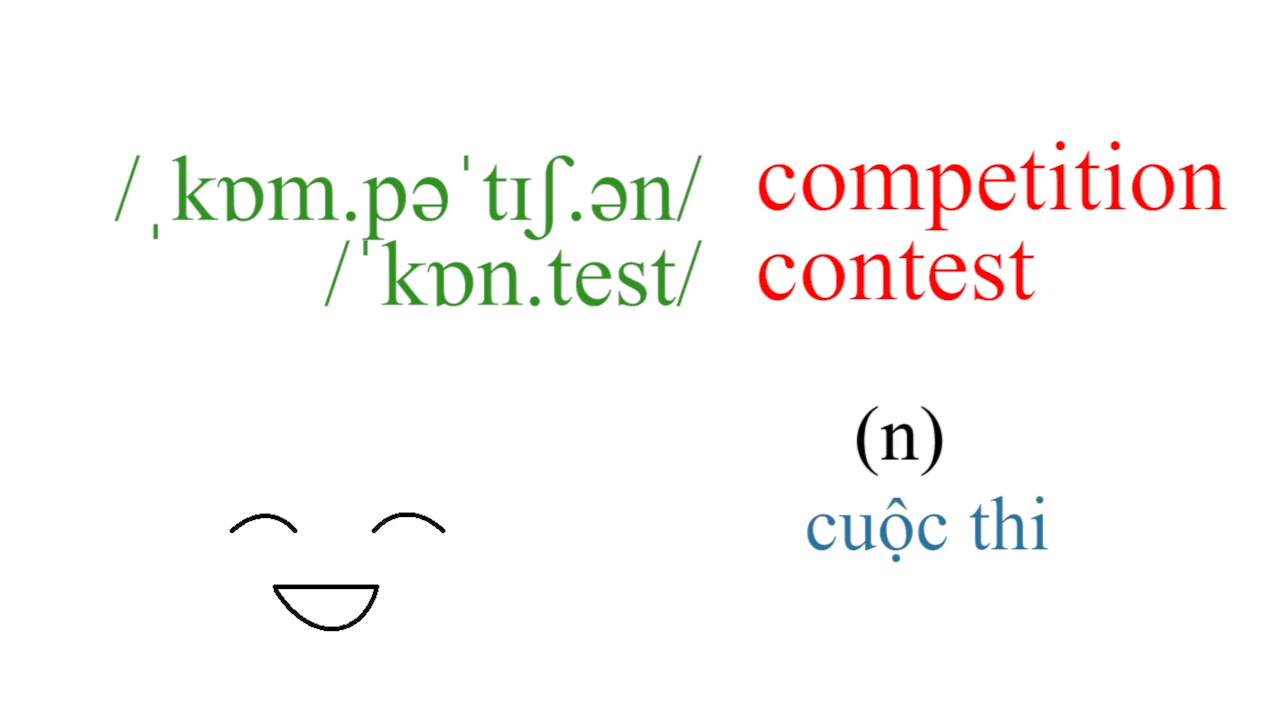 /ˌkɒm.pəˈtɪʃ.ən/ competition
/ˈkɒn.test/ contest
(n)
cuộc thi